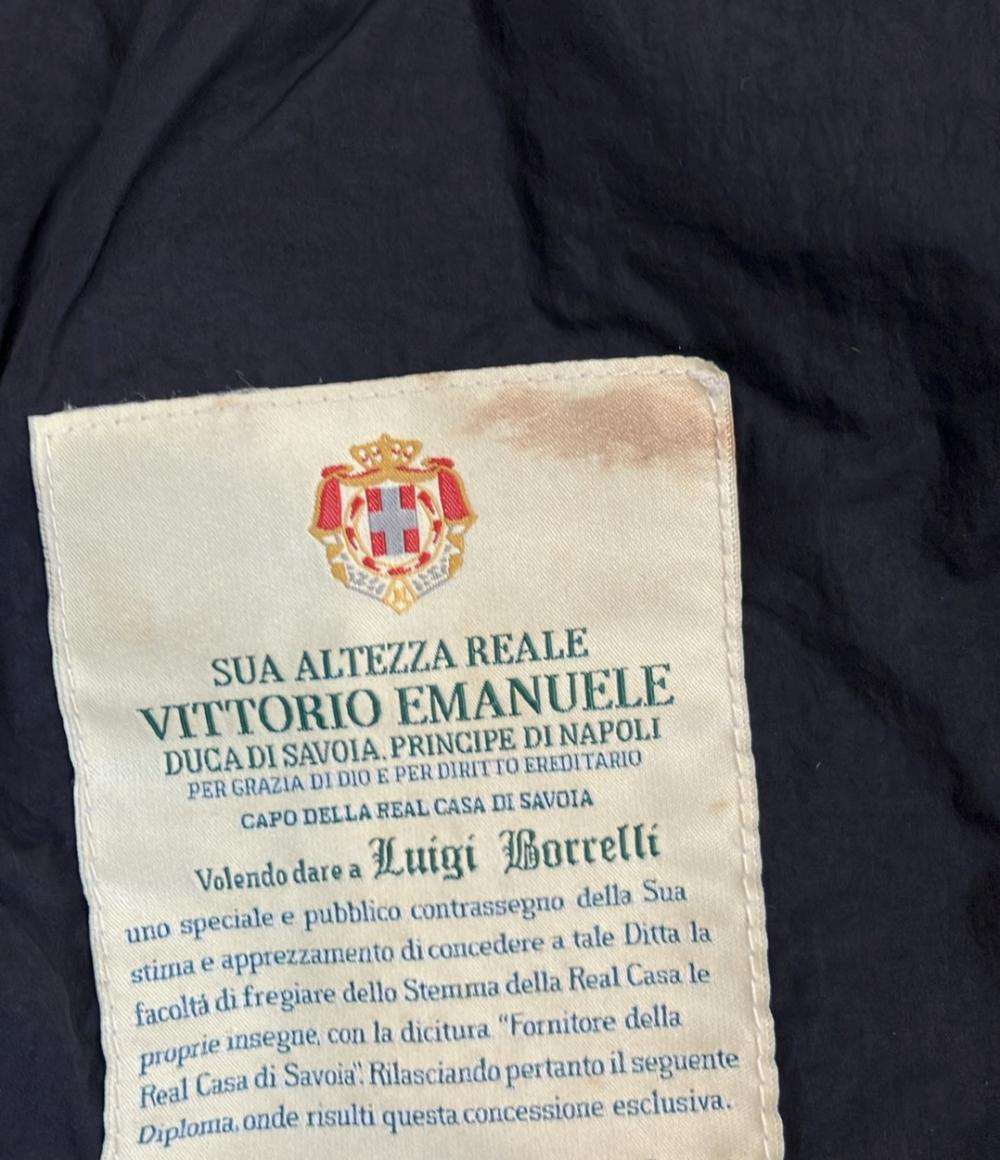 SUA ALTEZZA REALE
VITTORIO EMANUELE
DUCA DI SAVOIA. PRINCIPE DI NAPOLI
PER GRAZIA DI DIO E PER DIRITTO EREDITARIO
CAPO DELLA REAL CASA DI SAVOIA
Volendo dare a Luigi Borrelli
uno speciale e pubblico contrassegno della Sua
stima e apprezzamento di concedere a tale Ditta la
facoltá di fregiare dello Stemma della Real Casa le
proprie insegne, con la dicitura "Fornitore della
Real Casa di Savoia". Rilasciando pertanto il seguente
Diploma, onde risulti questa concessione esclusiva.